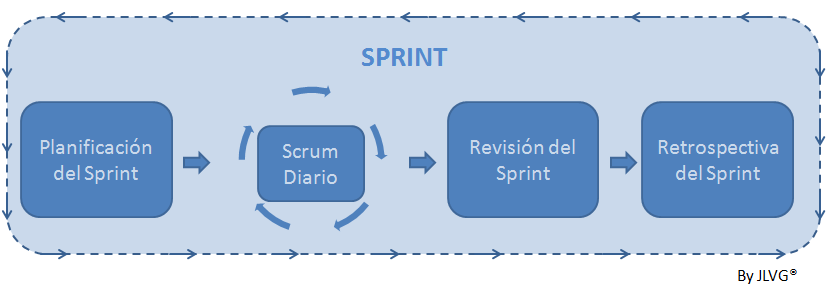 SPRINT
Planificación
del Sprint
Scrum
Diario
Revisión del
Sprint
Retrospectiva
del Sprint
By JLVG®